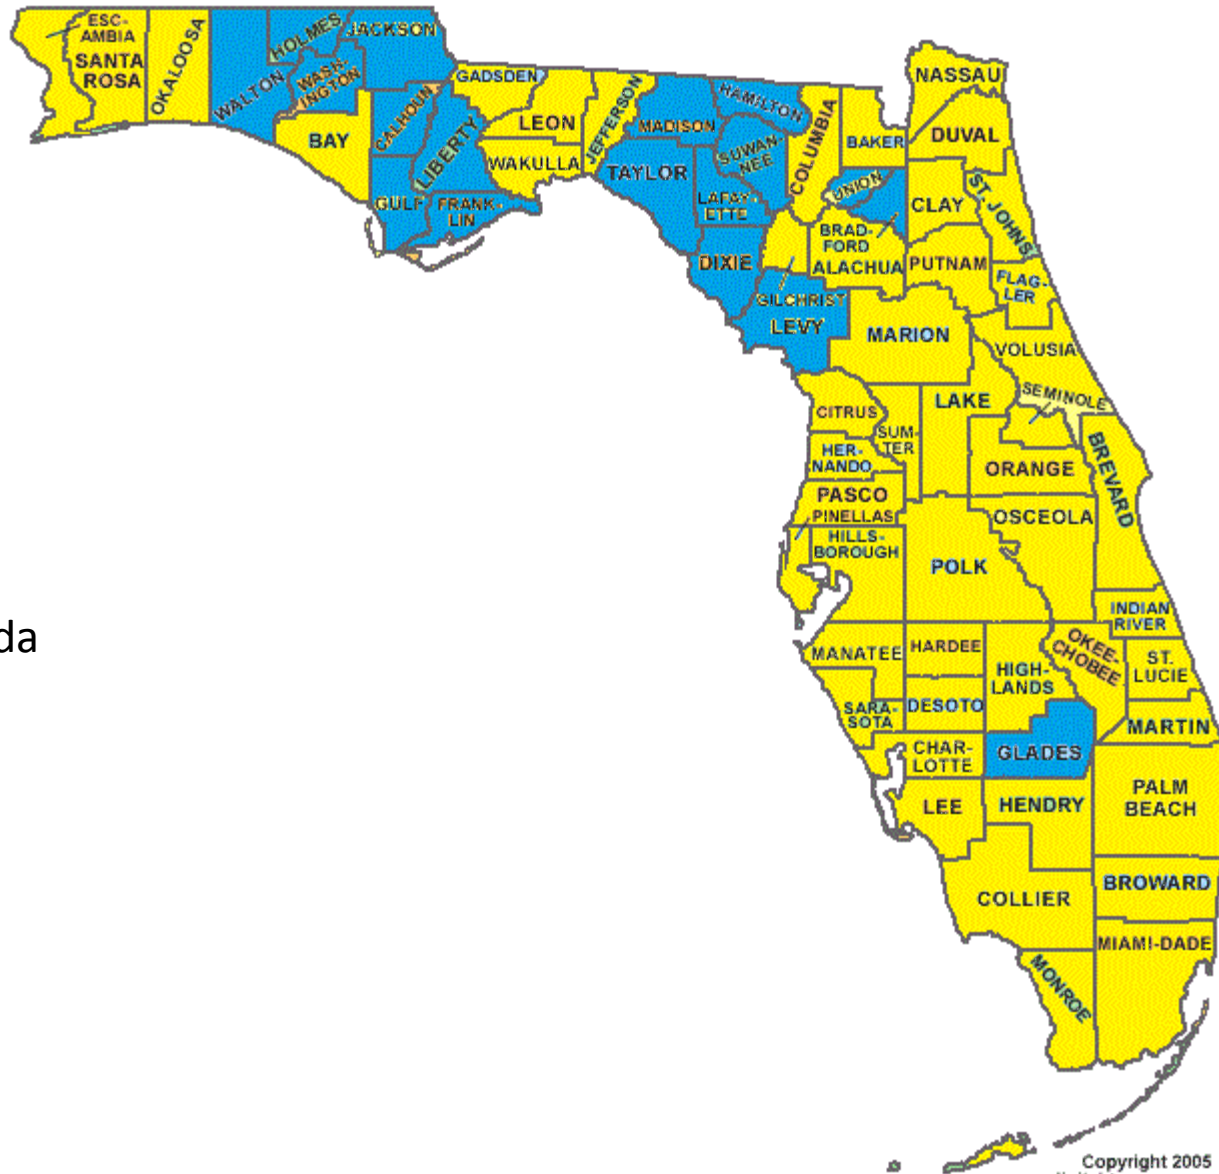 ESC-
AMBIA
SANTA
ROSA
OKALOOSA
WALTON
HOLMES
WASH-
INGTON
JACKSON
BAY
CALHOUN
GULF
LIBERTY
FRANK-
LIN
GADSDEN
LEON
WAKULLA
JEFFERSON
MADISON
TAYLOR
HAMILTON
SUWAN-
NEE
LAFAY-
ETTE
DIXIE
COLUMBIA
BAKER
NASSAU
DUVAL
UNION
BRAD-
FORD
CLAY
ST. JOHNS
ALACHUA
PUTNAM
FLAG-
LER
GILCHRIST
LEVY
MARION
VOLUSIA
CITRUS
SUM-
TER
LAKE
SEMINOLE
HER-
NANDO
ORANGE
BREVARD
PASCO
PINELLAS
OSCEOLA
HILLS-
BOROUGH
POLK
INDIAN
RIVER
da
MANATEE
HARDEE
HIGH-
LANDS
OKEE-
CHOBEE
ST.
LUCIE
SARA-
SOTA
DESOTO
MARTIN
CHAR-
LOTTE
GLADES
PALM
BEACH
LEE
HENDRY
BROWARD
COLLIER
MIAMI-DADE
MONROE
Copyright 2005